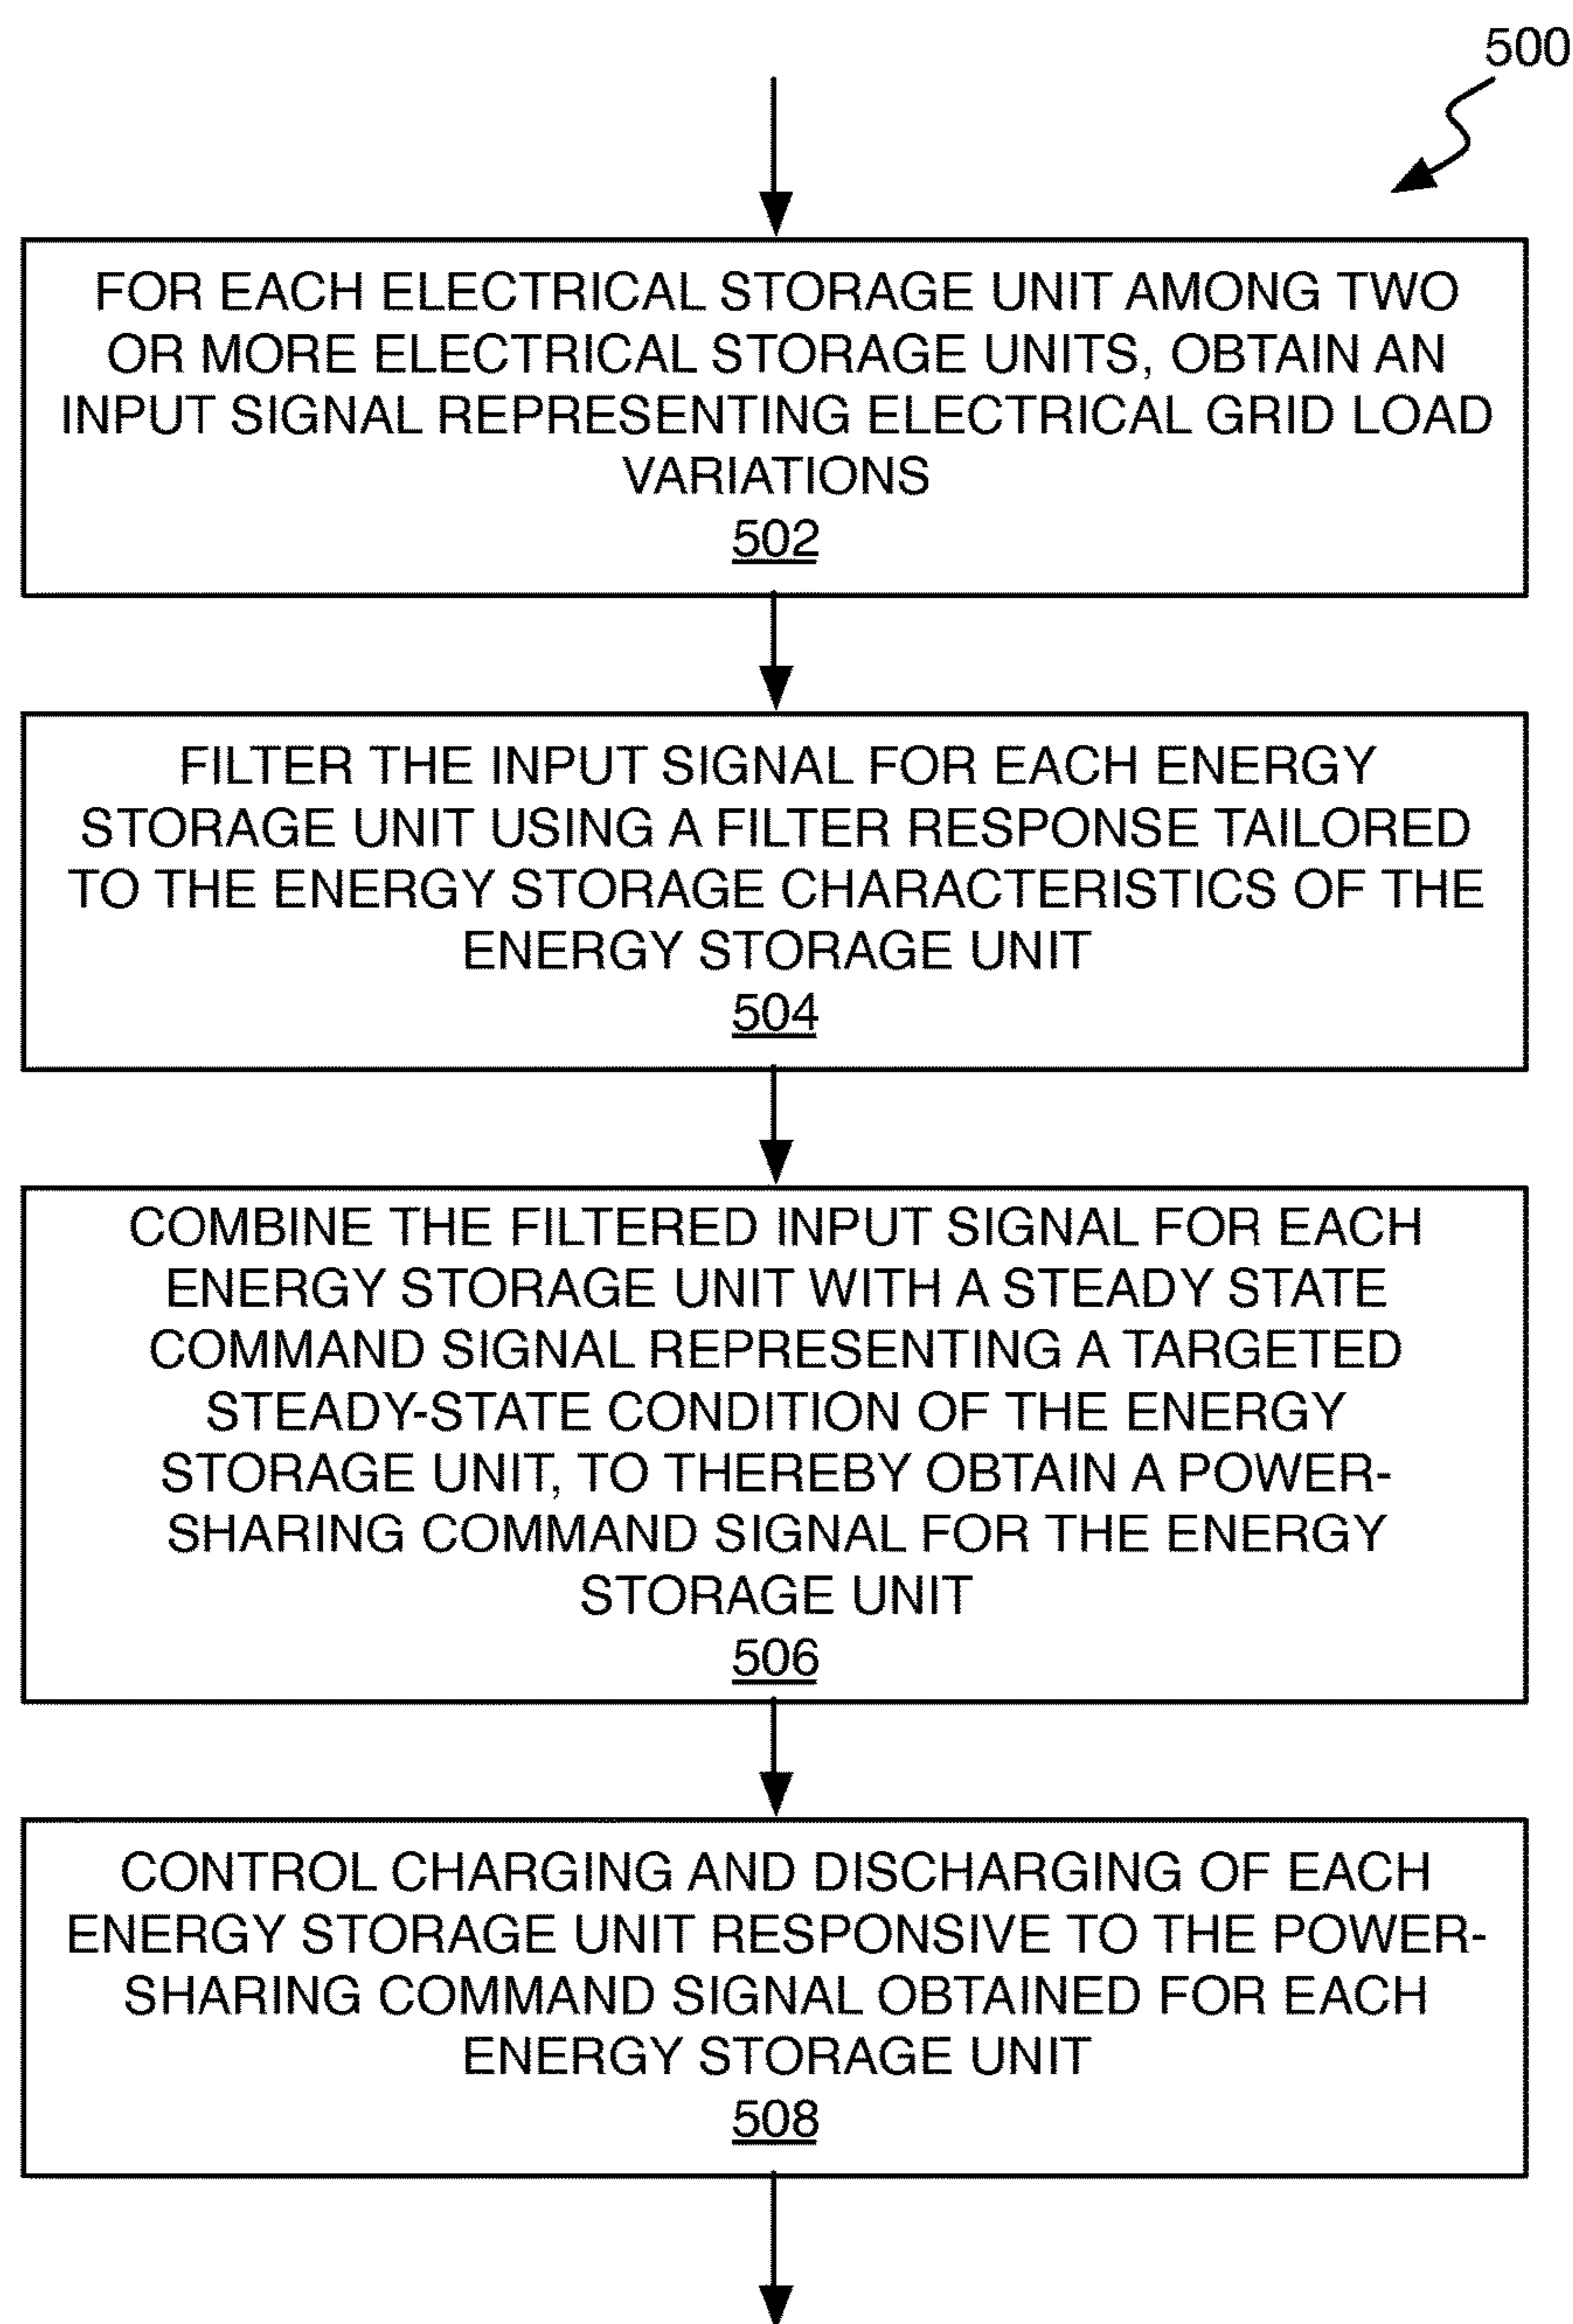 500
FOR EACH ELECTRICAL STORAGE UNIT AMONG TWO
OR MORE ELECTRICAL STORAGE UNITS, OBTAIN AN
INPUT SIGNAL REPRESENTING ELECTRICAL GRID LOAD
VARIATIONS
502
FILTER THE INPUT SIGNAL FOR EACH ENERGY
STORAGE UNIT USING A FILTER RESPONSE TAILORED
TO THE ENERGY STORAGE CHARACTERISTICS OF THE
ENERGY STORAGE UNIT
504
COMBINE THE FILTERED INPUT SIGNAL FOR EACH
ENERGY STORAGE UNIT WITH A STEADY STATE
COMMAND SIGNAL REPRESENTING A TARGETED
STEADY-STATE CONDITION OF THE ENERGY
STORAGE UNIT, TO THEREBY OBTAIN A POWER-
SHARING COMMAND SIGNAL FOR THE ENERGY
STORAGE UNIT
506
CONTROL CHARGING AND DISCHARGING OF EACH
ENERGY STORAGE UNIT RESPONSIVE TO THE POWER-
SHARING COMMAND SIGNAL OBTAINED FOR EACH
ENERGY STORAGE UNIT
508